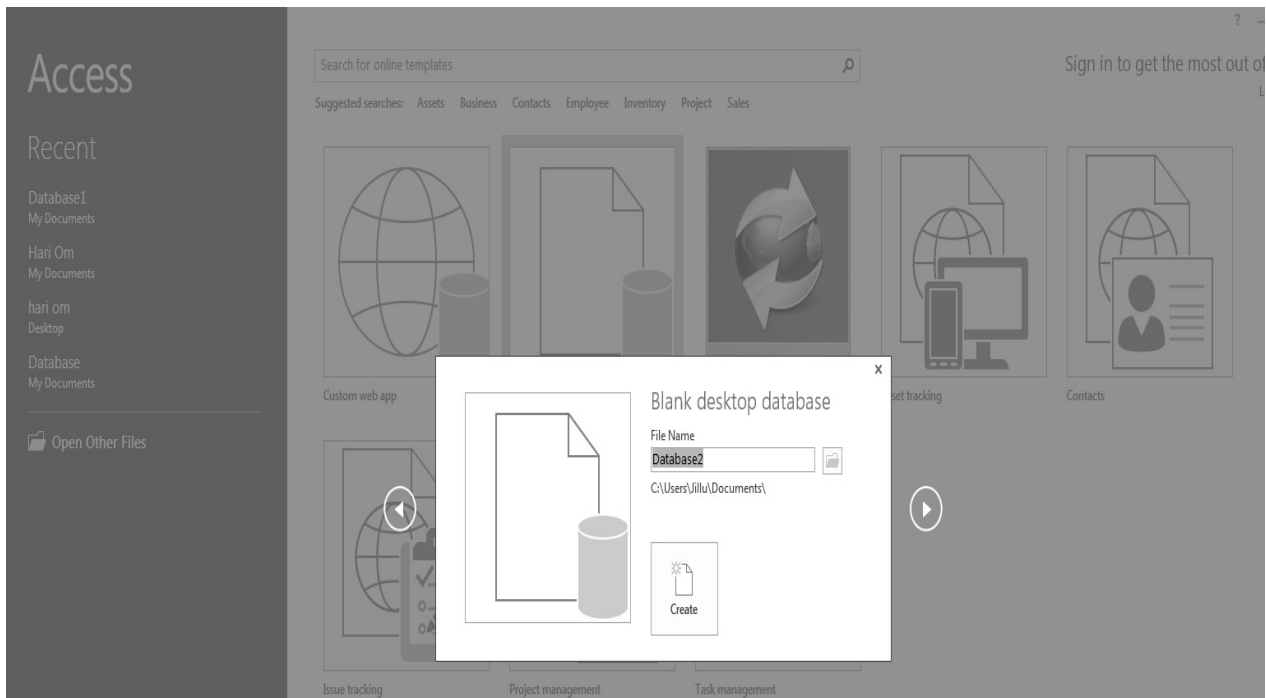 Access
Recent
Database1
My Documents
Hari Om
My Documents
hari om
Desktop
Database
My Documents
Open Other Files
?
Search for online templates
Sign in to get the most out of
Suggested searches: Assets Business Contacts Employee Inventory Project Sales
Custom web app
set tracking
Contacts
x
Blank desktop database
File Name
Database2
C:\Users\Jillu\Documents\
Create
Issue tracking
Project management
Task management